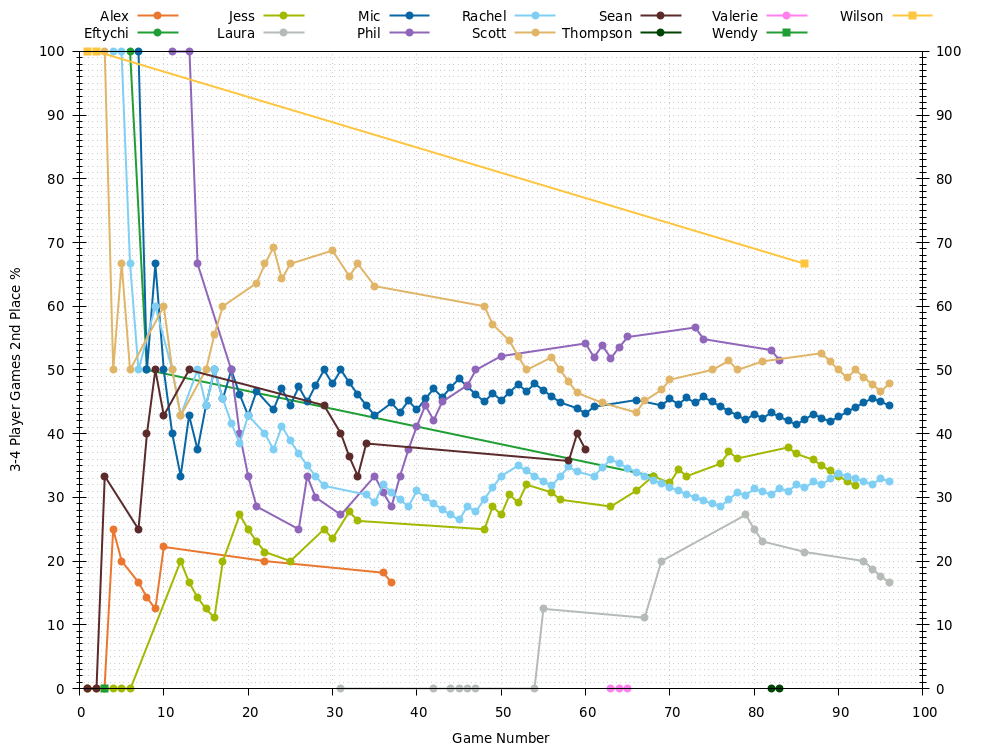 Alex Jess Mic Rachel Sean Valerie Wilson
Eftychi Laura Phil Scott Thompson Wendy
100 100
90 90
80 80
70 70
60 60
50 50
40 40
30 30
20 20
10 10
0 0
3-4 Player Games 2nd Place %
0 10 20 30 40 50 60 70 80 90 100
Game Number